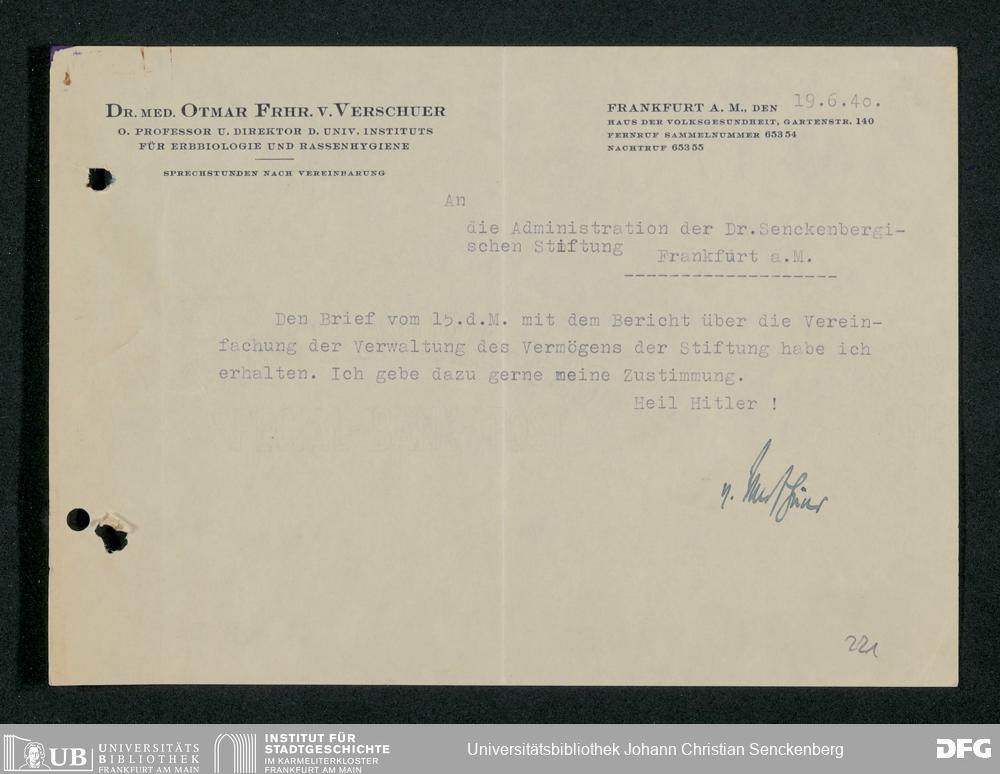 DR. MED. OTMAR FRHR. V. VERSCHUER
O. PROFESSOR U. DIREKTOR D. UNIV. INSTITUTS
FÜR ERBBIOLOGIE UND RASSENHYGIENE
SPRECHSTUNDEN NACH VEREINBARUNG
FRANKFURT A. M., DEN 19.6.40.
HAUS DER VOLKSGESUNDHEIT, GARTENSTR. 140
FERNRUF SAMMELNUMMER 65354
NACHTRUF 65355
An
die Administration der Dr.Senckenbergi-
schen Stiftung
Frankfurt a.M.
-------------------
Den Brief vom 15.d.M. mit dem Bericht über die Verein-
fachung der Verwaltung des Vermögens der Stiftung habe ich
erhalten. Ich gebe dazu gerne meine Zustimmung.
Heil Hitler !
v. Verschuer
221
UB UNIVERSITÄTS
BIBLIOTHEK
FRANKFURT AM MAIN
INSTITUT FÜR
STADTGESCHICHTE
IM KARMELITERKLOSTER
FRANKFURT AM MAIN
Universitätsbibliothek Johann Christian Senckenberg
DFG